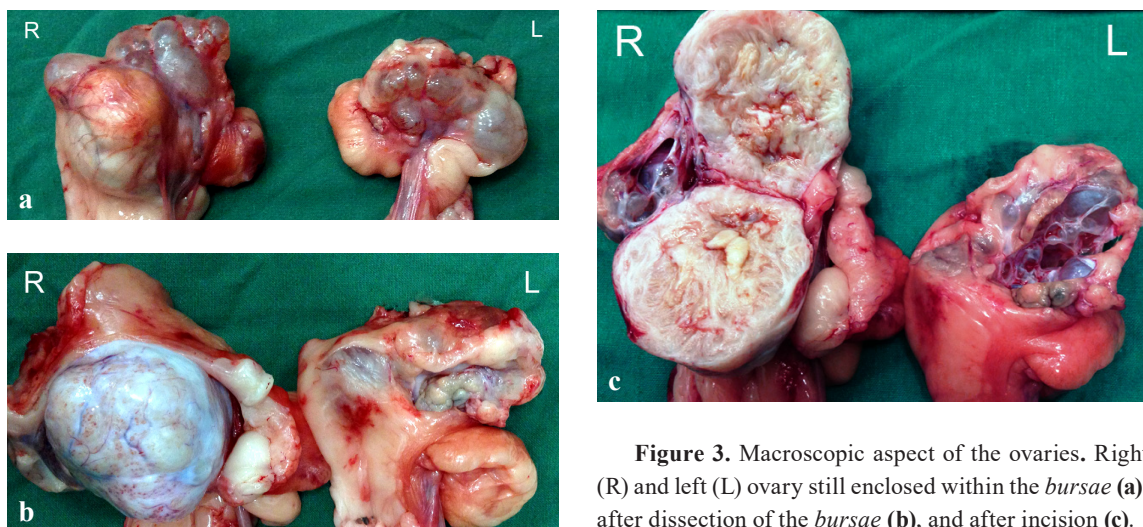 R L
a
R L
b
R L
c
Figure 3. Macroscopic aspect of the ovaries. Right
(R) and left (L) ovary still enclosed within the bursae (a)
after dissection of the bursae (b), and after incision (c)